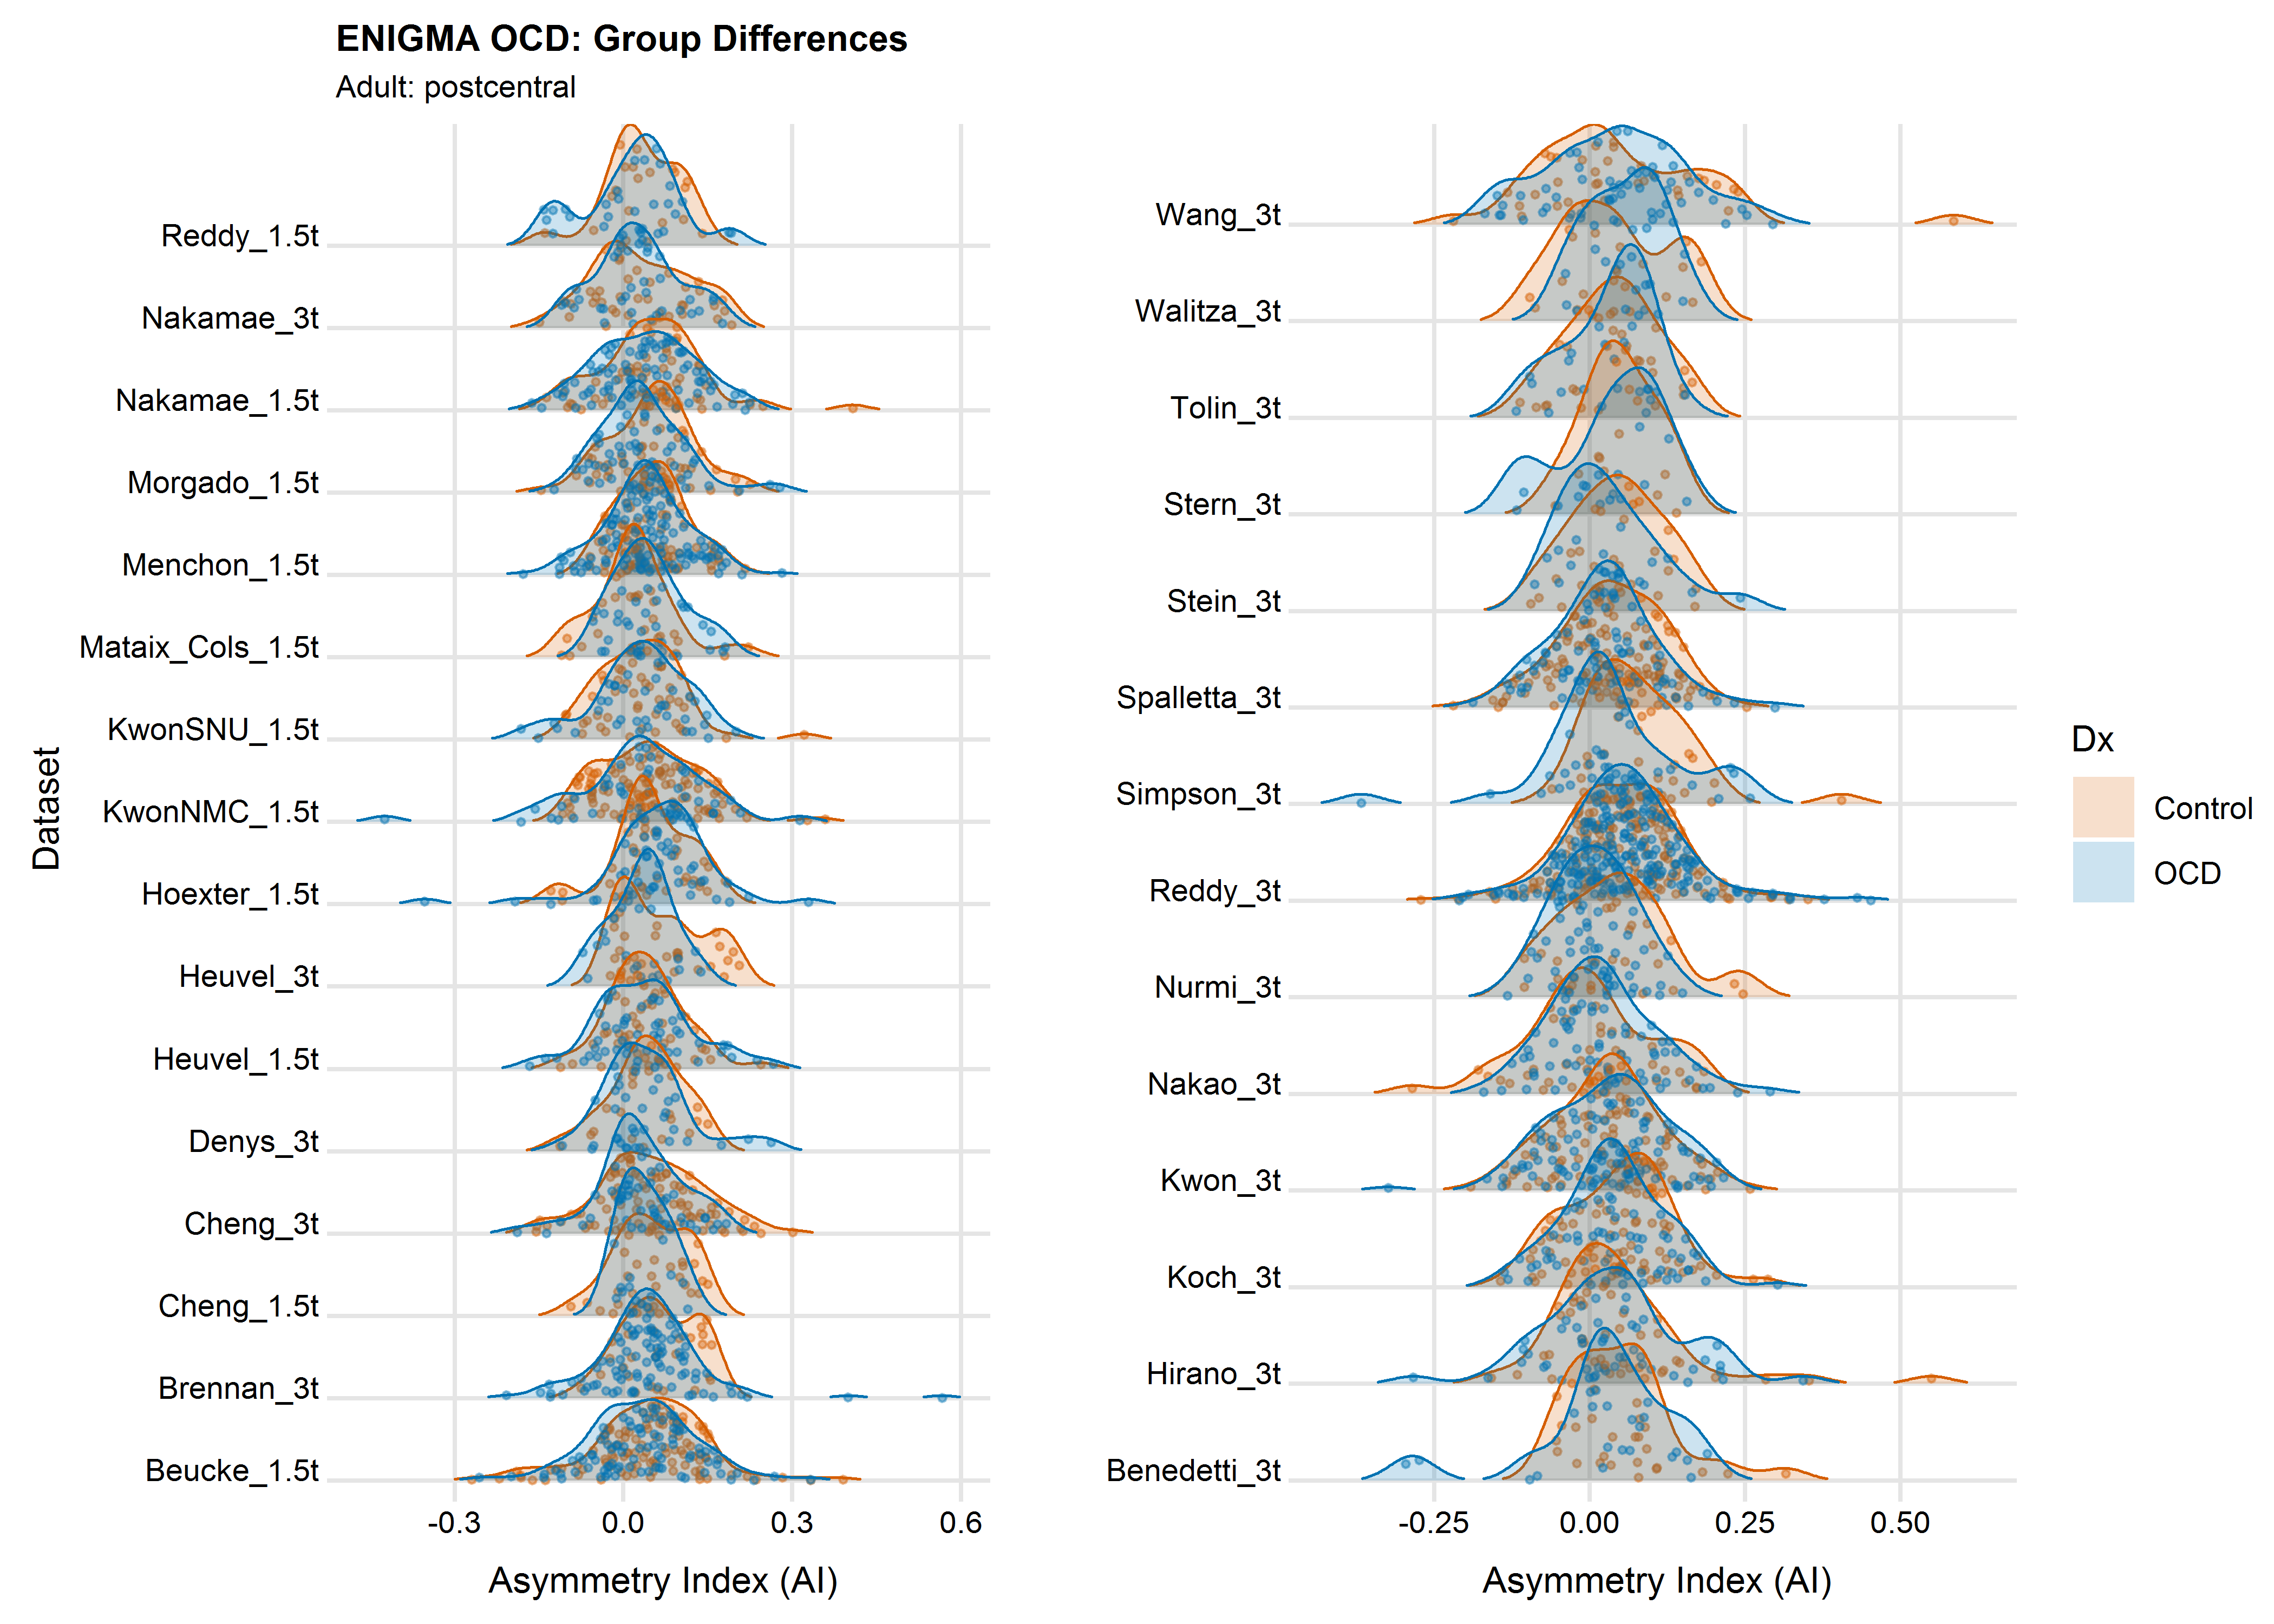 ENIGMA OCD: Group Differences
Adult: postcentral
Dataset
Reddy_1.5t
Nakamae_3t
Nakamae_1.5t
Morgado_1.5t
Menchon_1.5t
Mataix_Cols_1.5t
KwonSNU_1.5t
KwonNMC_1.5t
Hoexter_1.5t
Heuvel_3t
Heuvel_1.5t
Denys_3t
Cheng_3t
Cheng_1.5t
Brennan_3t
Beucke_1.5t
-0.3 0.0 0.3 0.6
Asymmetry Index (AI)
Wang_3t
Walitza_3t
Tolin_3t
Stern_3t
Stein_3t
Spalletta_3t
Simpson_3t
Reddy_3t
Nurmi_3t
Nakao_3t
Kwon_3t
Koch_3t
Hirano_3t
Benedetti_3t
-0.25 0.00 0.25 0.50
Asymmetry Index (AI)
Dx
Control
OCD